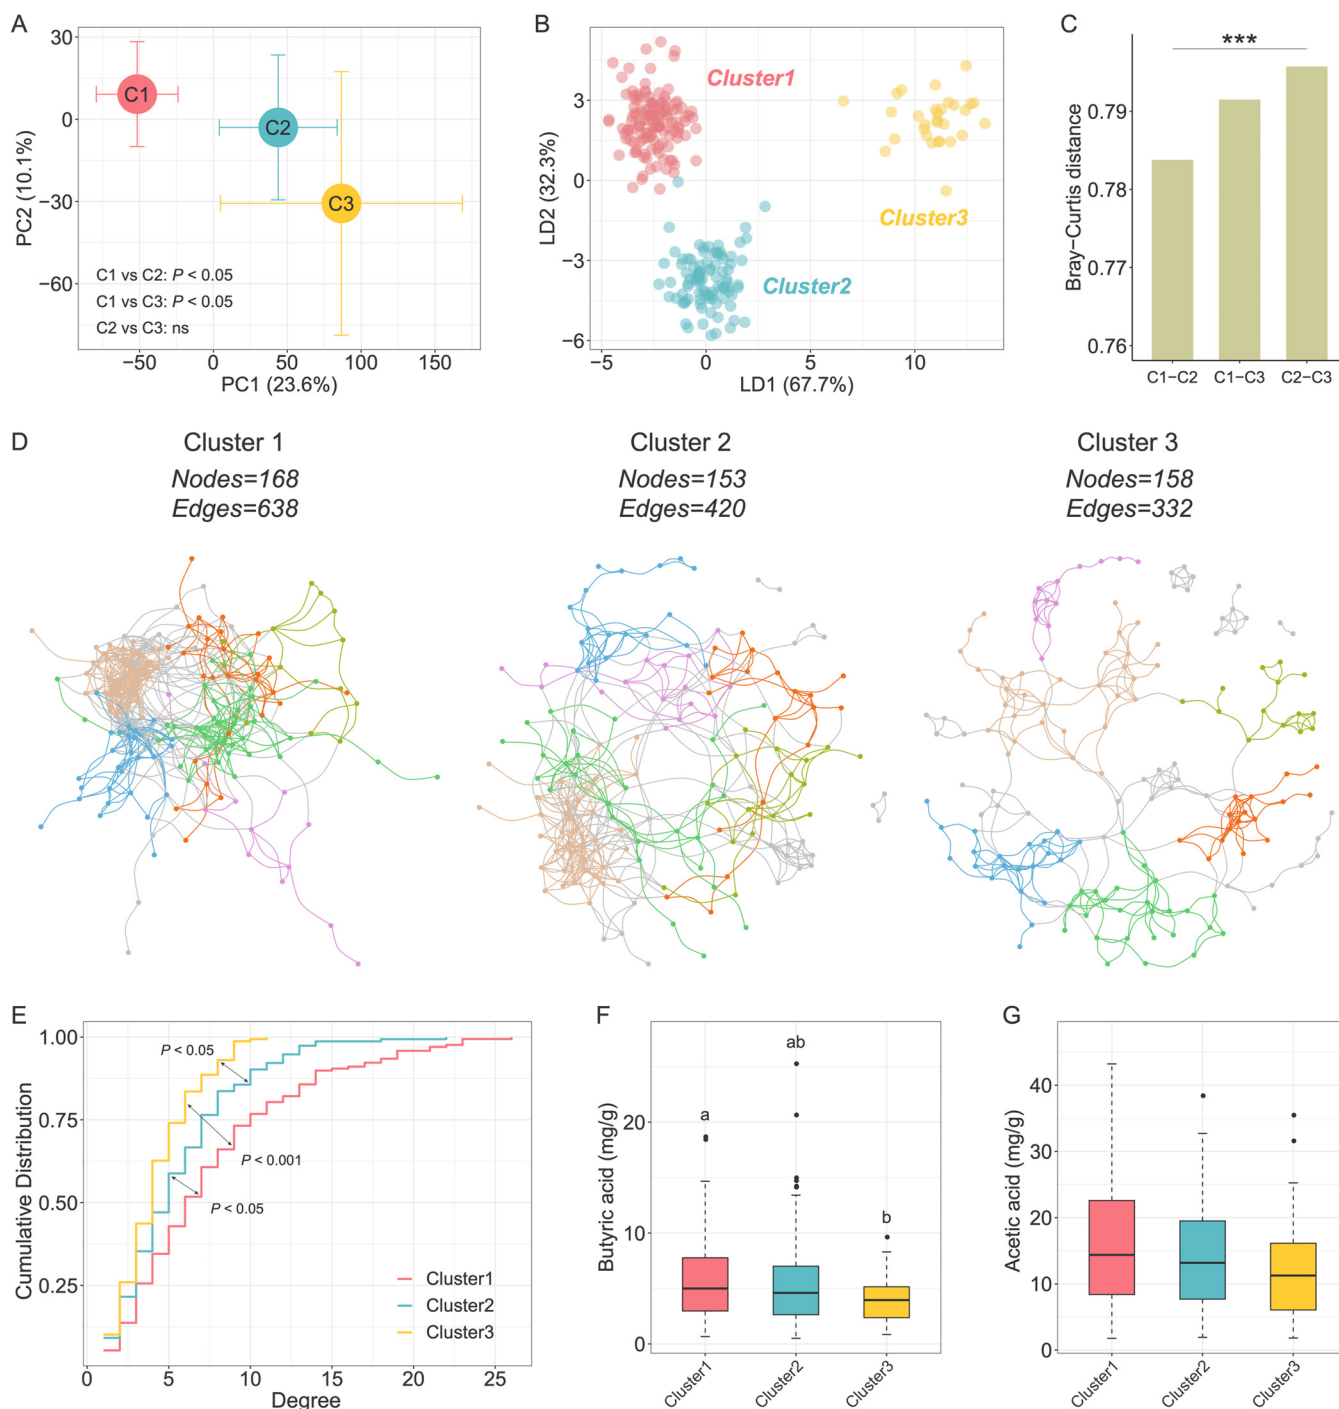 A
30
0
−30
−60
PC2 (10.1%)
C1
C2
C3
C1 vs C2: P < 0.05
C1 vs C3: P < 0.05
C2 vs C3: ns
−50
0
50
100
150
PC1 (23.6%)
B
3
0
−3
−6
LD2 (32.3%)
Cluster1
Cluster3
Cluster2
−5
0
5
10
LD1 (67.7%)
C
***
0.79
0.78
0.77
0.76
Bray−Curtis distance
C1−C2
C1−C3
C2−C3
D
Cluster 1
Nodes=168
Edges=638
Cluster 2
Nodes=153
Edges=420
Cluster 3
Nodes=158
Edges=332
E
1.00
0.75
0.50
0.25
Cumulative Distribution
P < 0.05
P < 0.001
P < 0.05
Cluster1
Cluster2
Cluster3
0
5
10
15
20
25
Degree
F
20
10
0
Butyric acid (mg/g)
a
ab
b
Cluster1
Cluster2
Cluster3
G
40
30
20
10
0
Acetic acid (mg/g)
Cluster1
Cluster2
Cluster3